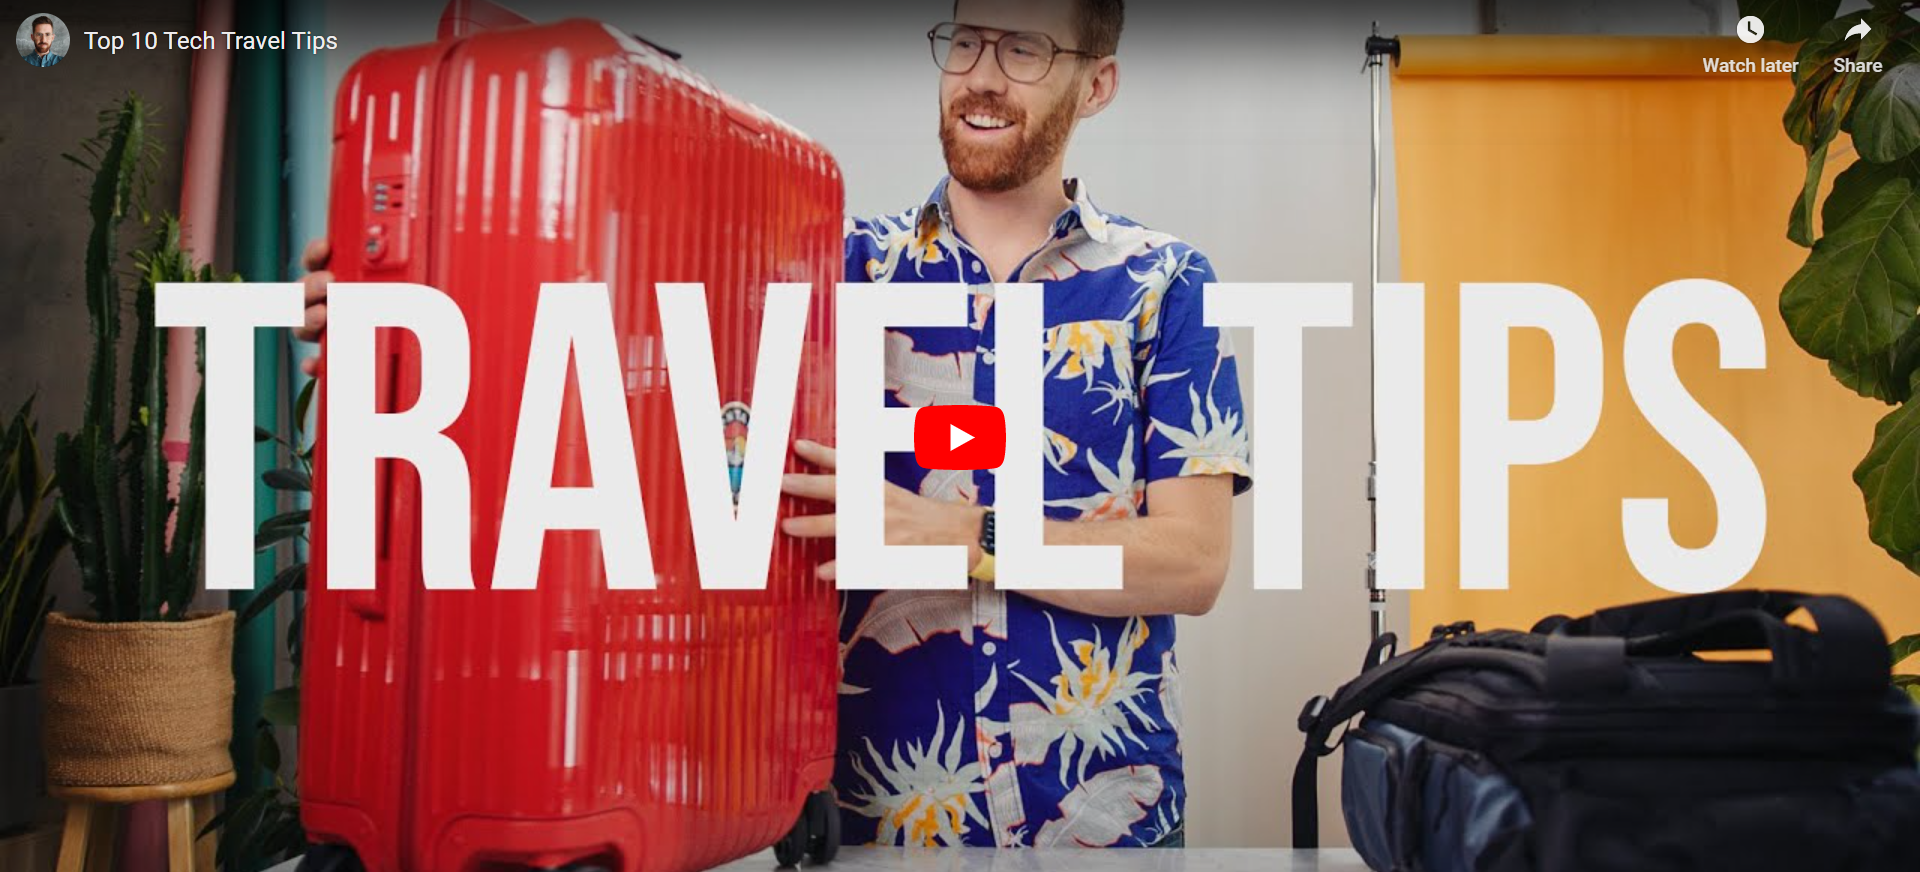 Top 10 Tech Travel Tips
Watch later
Share
TRAVEL TIPS